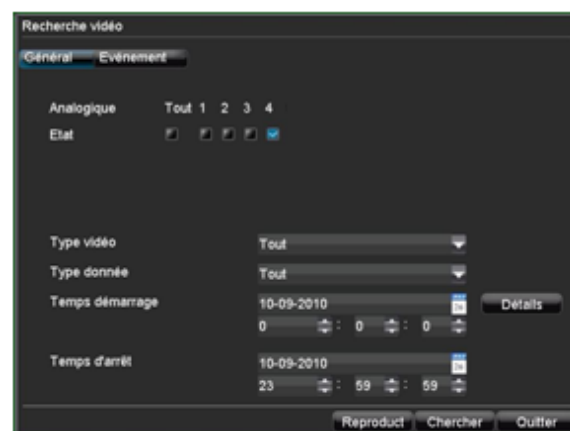 Recherche vidéo
Général Evénement
Analogique Tout 1 2 3 4
Etat
Type vidéo Tout
Type donnée Tout
Temps démarrage 10-09-2010 Détails
0 : 0 : 0
Temps d'arrêt 10-09-2010
23 : 59 : 59
Reproduct Chercher Quitter